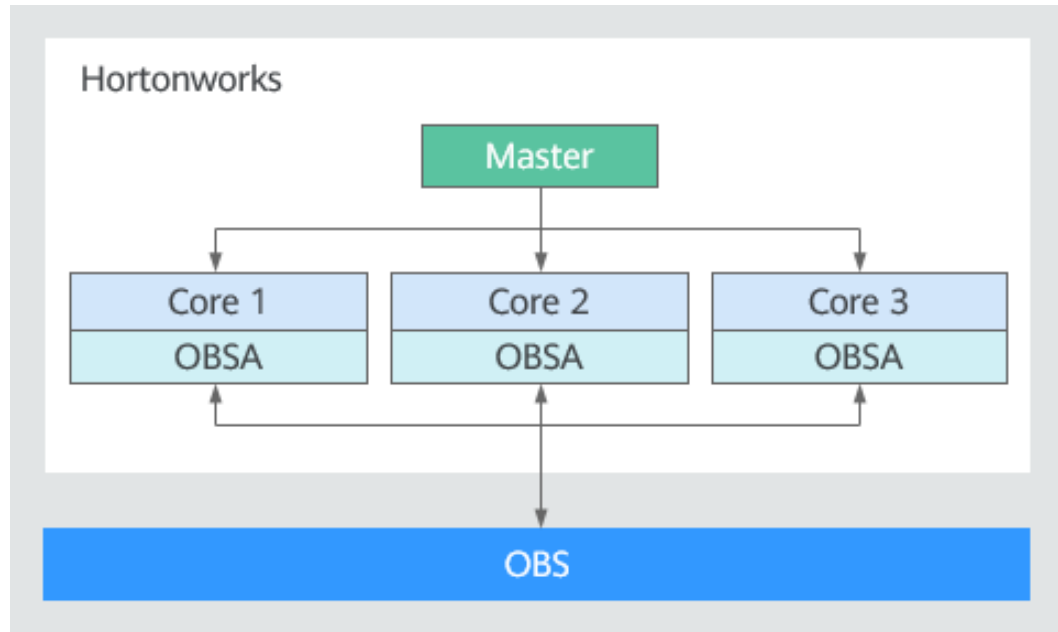 Hortonworks
Master
Core 1
Core 2
Core 3
OBSA
OBSA
OBSA
OBS